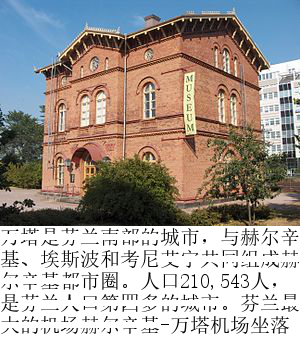 MUSEUM
万塔是芬兰南部的城市，与赫尔辛
基、埃斯波和考尼艾宁共同组成赫
尔辛基都市圈。人口210,543人，
是芬兰人口第四多的城市。芬兰最
大的机场赫尔辛基-万塔机场坐落